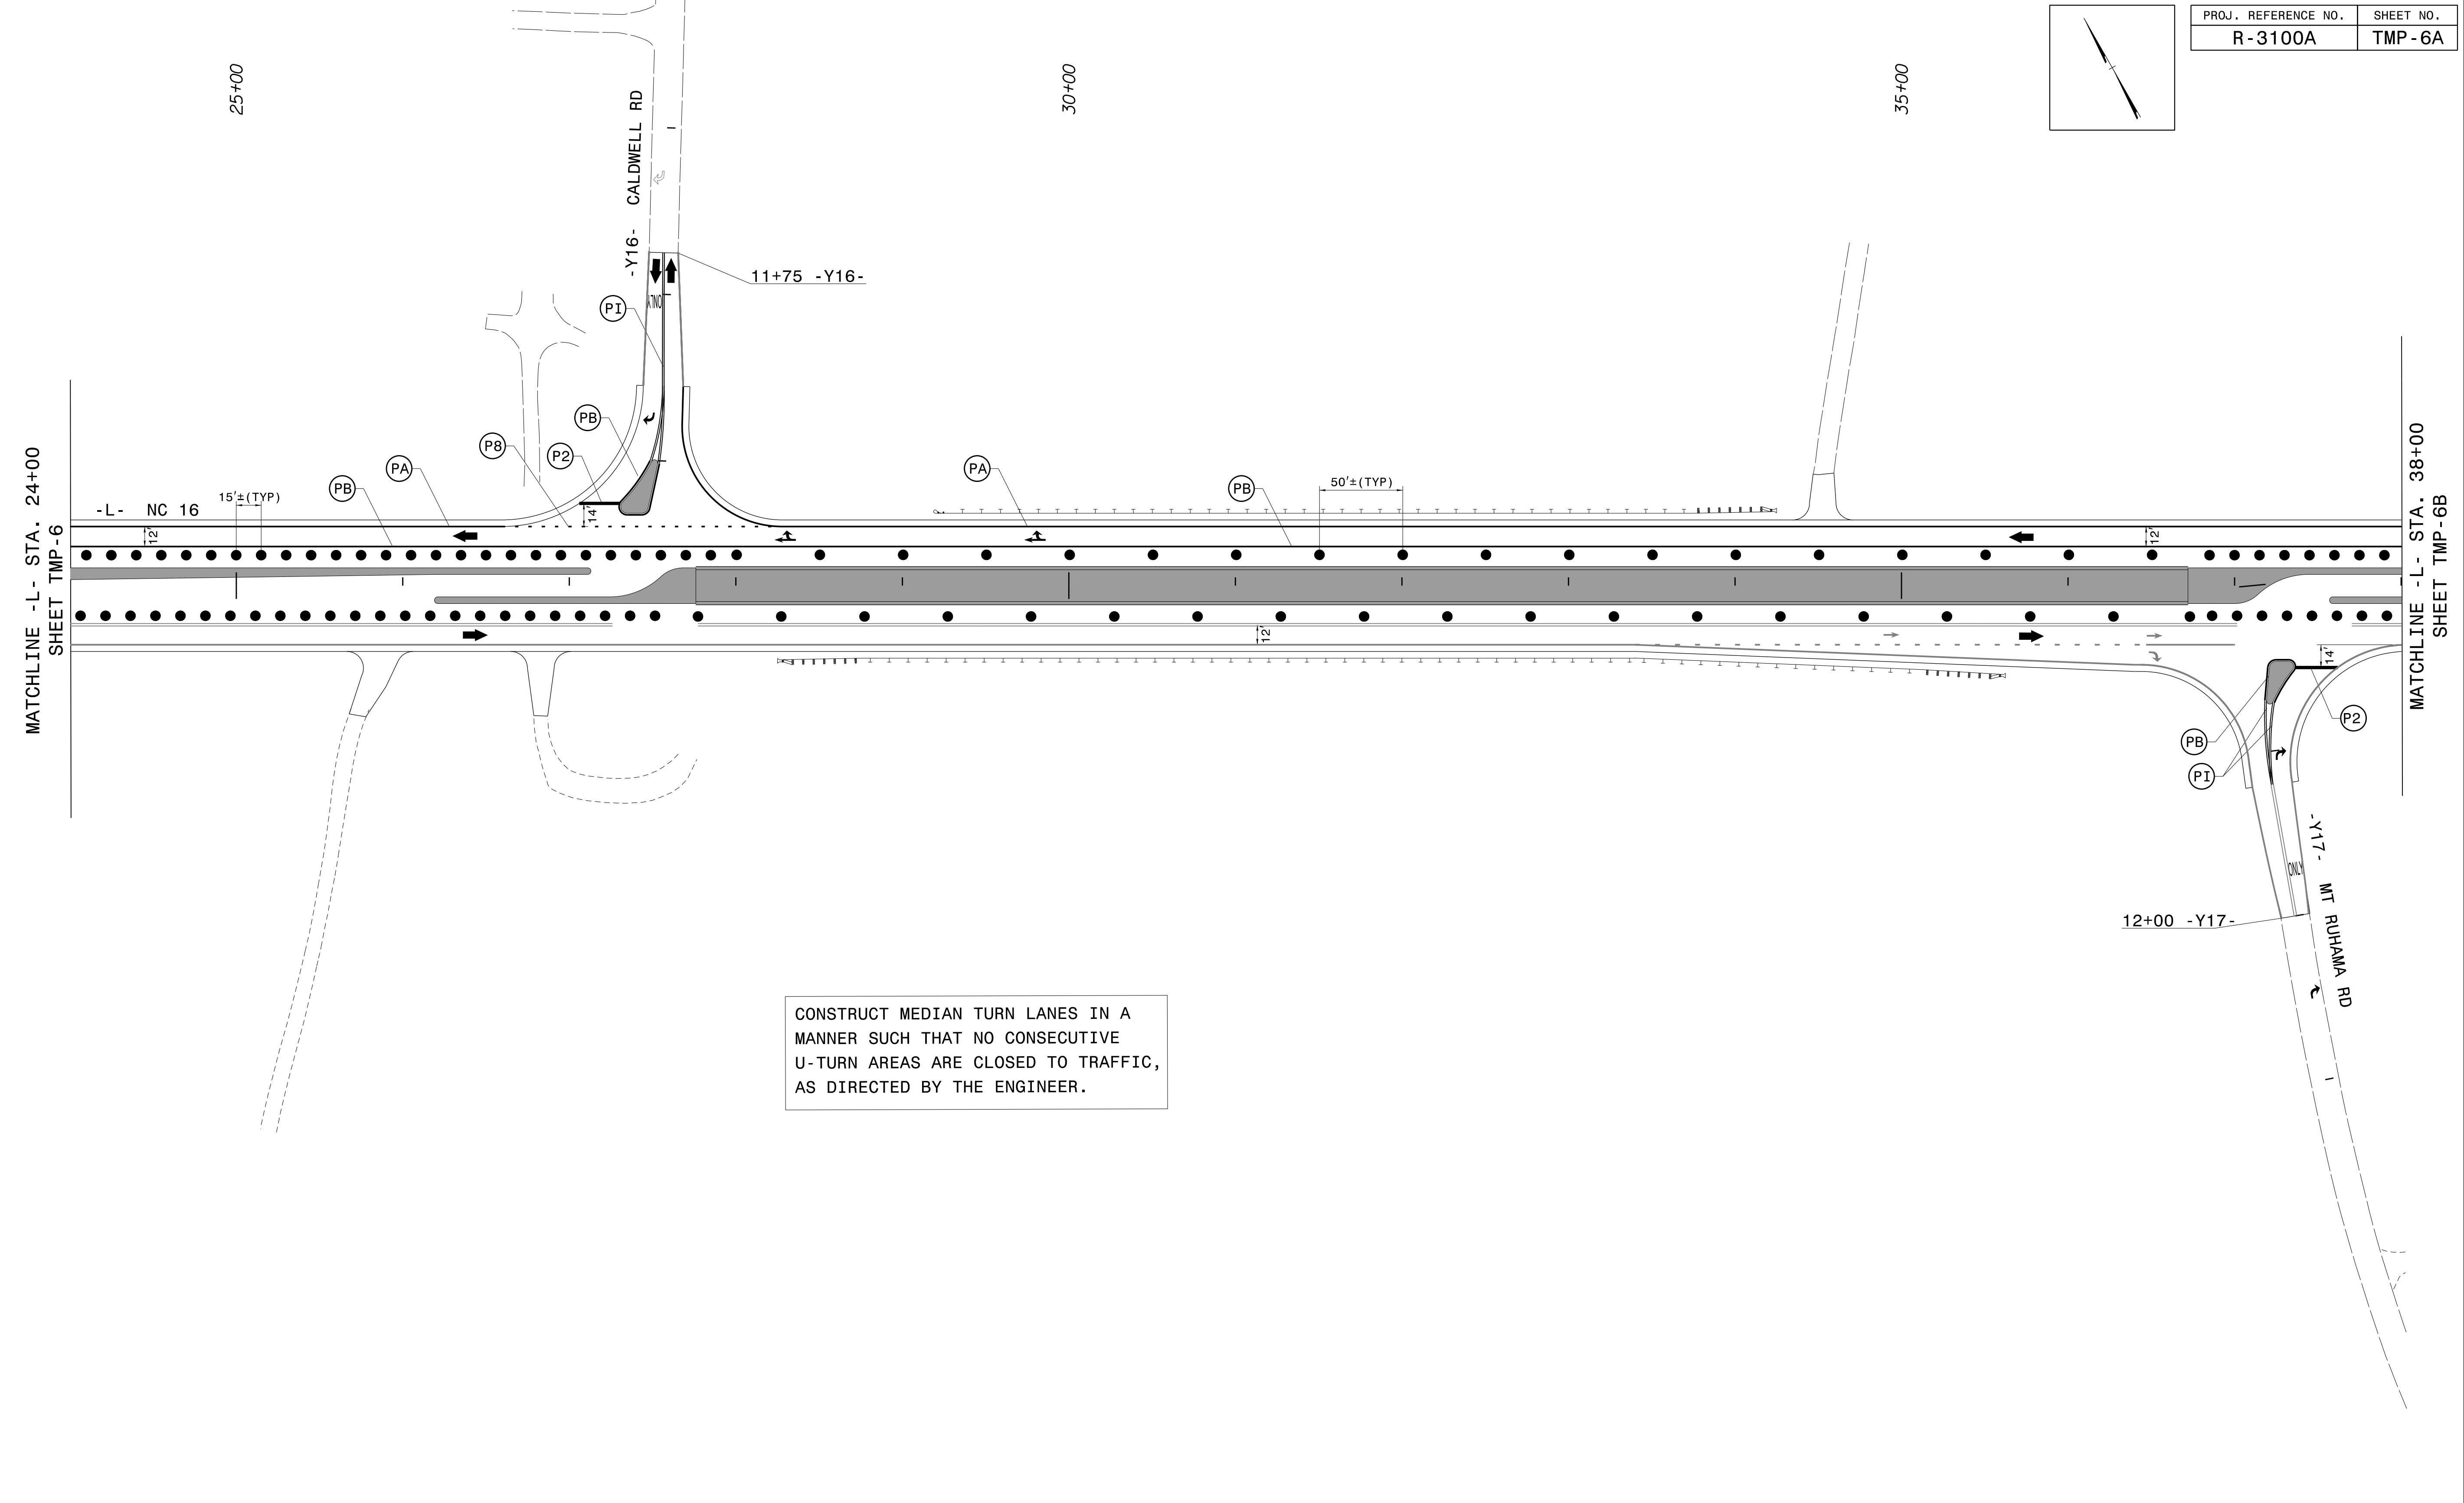 PROJ. REFERENCE NO.
SHEET NO.
R-3100A
TMP-6A
25+00
30+00
35+00
-Y16- CALDWELL RD
11+75 -Y16-
ONLY
PI
PB
P8
P2
PA
PB
15'±(TYP)
-L- NC 16
12'
14'
PA
PB
50'±(TYP)
12'
12'
14'
MATCHLINE -L- STA. 24+00
SHEET TMP-6
MATCHLINE -L- STA. 38+00
SHEET TMP-6B
P2
PB
PI
-Y17- MT RUHAMA RD
ONLY
12+00 -Y17-
CONSTRUCT MEDIAN TURN LANES IN A
MANNER SUCH THAT NO CONSECUTIVE
U-TURN AREAS ARE CLOSED TO TRAFFIC,
AS DIRECTED BY THE ENGINEER.